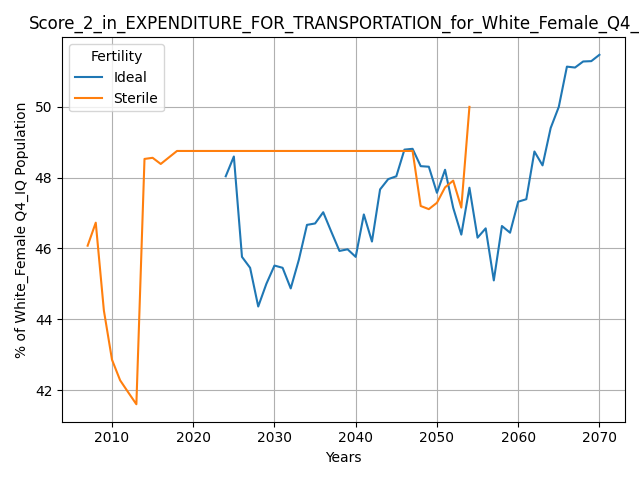 Score_2_in_EXPENDITURE_FOR_TRANSPORTATION_for_White_Female_Q4_
Fertility
Ideal
Sterile
% of White_Female Q4_IQ Population
50
48
46
44
42
2010 2020 2030 2040 2050 2060 2070
Years